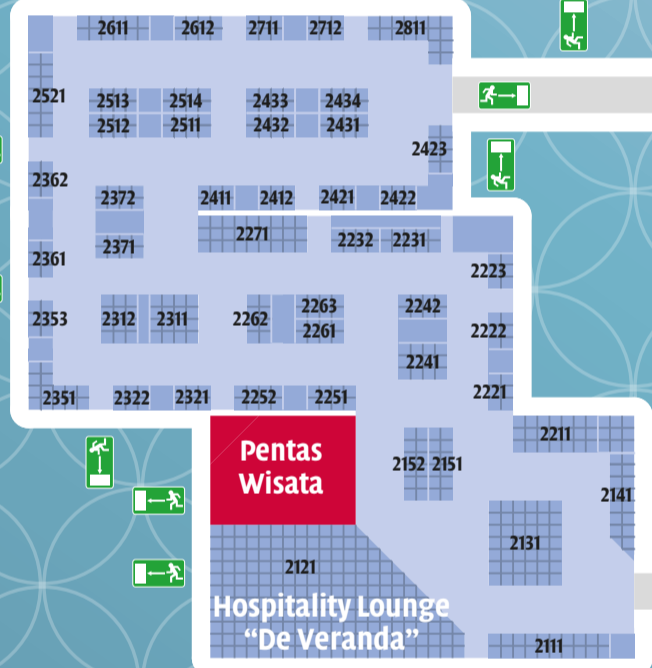 2611 2612 2711 2712 2811
2521
2513 2514 2433 2434
2512 2511 2432 2431
2423
2362
2372 2411 2412 2421 2422
2271 2232 2231
2371
2361
2223
2353 2312 2311 2262 2263 2242
2261 2222
2241
2351 2322 2321 2252 2251 2221
2211
Pentas
Wisata
2152 2151
2141
2131
2121
Hospitality Lounge
“De Veranda”
2111